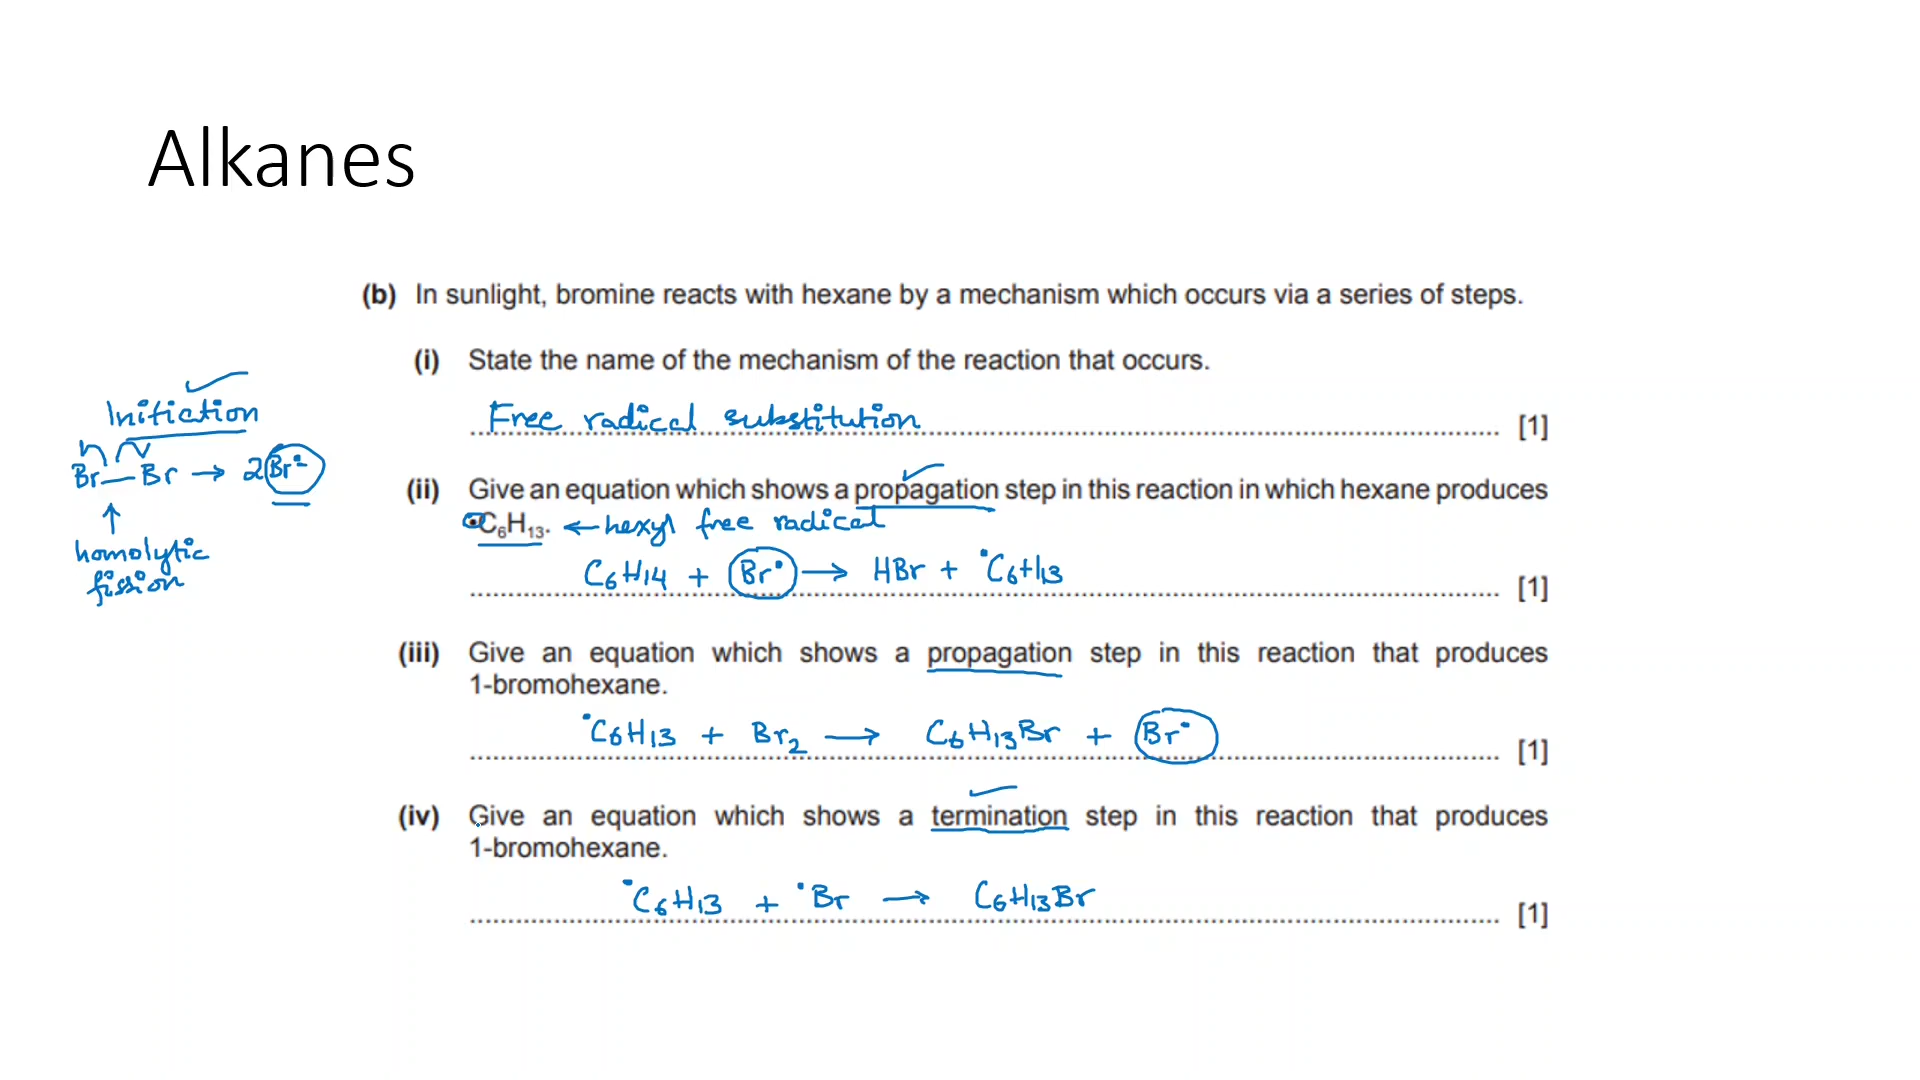 Alkanes
(b) In sunlight, bromine reacts with hexane by a mechanism which occurs via a series of steps.
(i) State the name of the mechanism of the reaction that occurs.
Free radical substitution [1]
(ii) Give an equation which shows a propagation step in this reaction in which hexane produces
•C₆H₁₃. ← hexyl free radical
C₆H₁₄ + Br• → HBr + •C₆H₁₃ [1]
(iii) Give an equation which shows a propagation step in this reaction that produces
1-bromohexane.
•C₆H₁₃ + Br₂ → C₆H₁₃Br + Br• [1]
(iv) Give an equation which shows a termination step in this reaction that produces
1-bromohexane.
•C₆H₁₃ + •Br → C₆H₁₃Br [1]
Initiation
Br—Br → 2Br•
↑
homolytic
fission